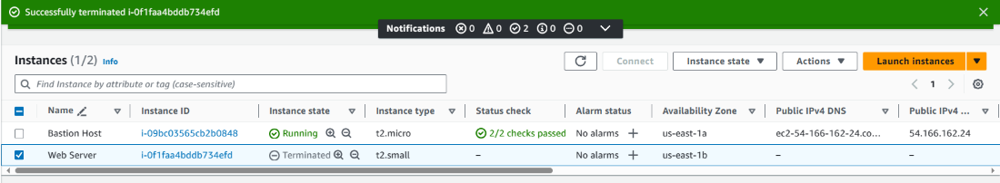 Successfully terminated i-0f1faa4bddb734efd
Notifications 0 0 2 0 0
Instances (1/2) Info
Connect Instance state Actions Launch instances
Find Instance by attribute or tag (case-sensitive)
1
Name Instance ID Instance state Instance type Status check Alarm status Availability Zone Public IPv4 DNS Public IPv4 ...
Bastion Host i-09bc03565cb2b0848 Running t2.micro 2/2 checks passed No alarms + us-east-1a ec2-54-166-162-24.co... 54.166.162.24
Web Server i-0f1faa4bddb734efd Terminated t2.small – No alarms + us-east-1b – –